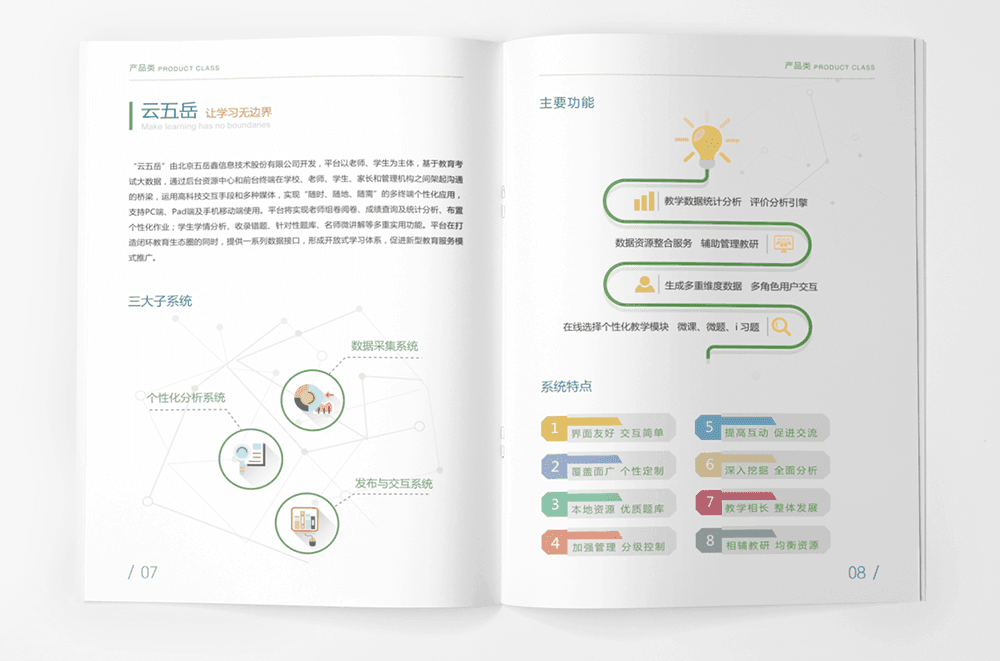 产品类 PRODUCT CLASS
云五岳 让学习无边界
Make learning has no boundaries
“云五岳”由北京五岳鑫信息技术股份有限公司开发，平台以老师、学生为主体，基于教育考
试大数据，通过后台资源中心和前台终端在学校、老师、学生、家长和管理机构之间架起沟通
的桥梁，运用高科技交互手段和多种媒体，实现“随时、随地、随需”的多终端个性化应用，
支持PC端、Pad端及手机移动端使用。平台将实现老师组卷阅卷、成绩查询及统计分析、布置
个性化作业；学生学情分析、收录错题、针对性题库、名师微讲解等多重实用功能。平台在打
造闭环教育生态圈的同时，提供一系列数据接口，形成开放式学习体系，促进新型教育服务模
式推广。
三大子系统
数据采集系统
个性化分析系统
发布与交互系统
/ 07
产品类 PRODUCT CLASS
主要功能
教学数据统计分析 评价分析引擎
数据资源整合服务 辅助管理教研
生成多重维度数据 多角色用户交互
在线选择个性化教学模块 微课、微题、i 习题
系统特点
1 界面友好 交互简单
2 覆盖面广 个性定制
3 本地资源 优质题库
4 加强管理 分级控制
5 提高互动 促进交流
6 深入挖掘 全面分析
7 教学相长 整体发展
8 相辅教研 均衡资源
08 /